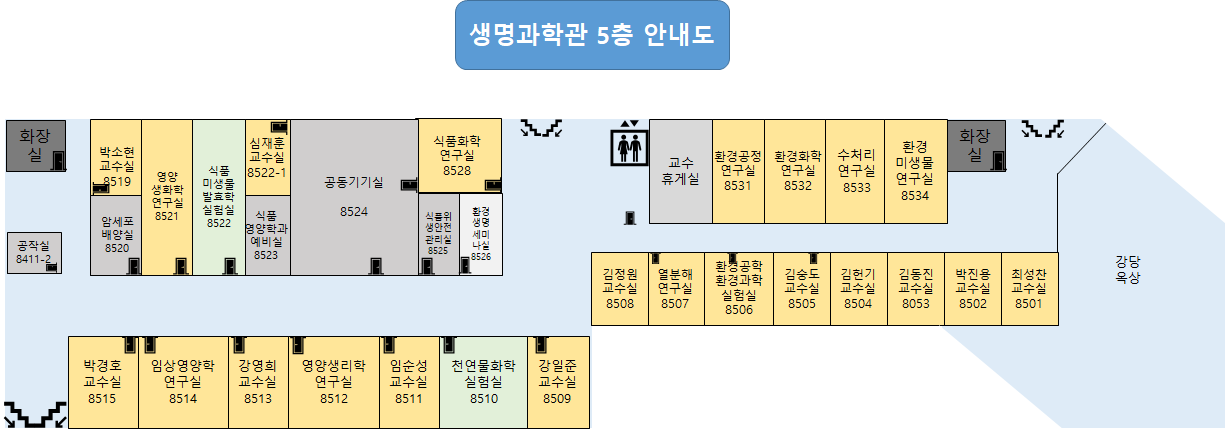 생명과학관 5층 안내도
화장
실
박소현
교수실
8519
암세포
배양실
8520
영양
생화학
연구실
8521
식품
미생물
발효학
실험실
8522
심재훈
교수실
8522-1
식품
영양학과
예비실
8523
공동기기실
8524
식품화학
연구실
8528
식품위
생안전
관리실
8525
환경
생명
세미
나실
8526
교수
휴게실
환경공정
연구실
8531
환경화학
연구실
8532
수처리
연구실
8533
환경
미생물
연구실
8534
화장
실
공작실
8411-2
김정원
교수실
8508
열분해
연구실
8507
환경공학
환경과학
실험실
8506
김승도
교수실
8505
김헌기
교수실
8504
김동진
교수실
8053
박진용
교수실
8502
최성찬
교수실
8501
강당
옥상
박경호
교수실
8515
임상영양학
연구실
8514
강영희
교수실
8513
영양생리학
연구실
8512
임순성
교수실
8511
천연물화학
실험실
8510
강일준
교수실
8509